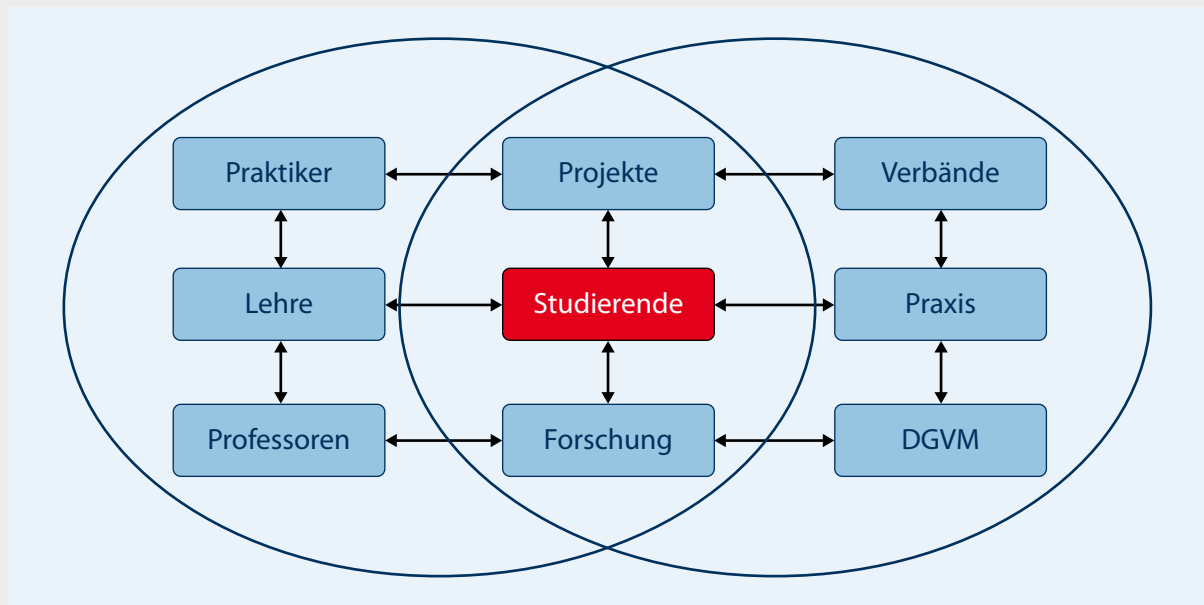 Praktiker
Projekte
Verbände
Lehre
Studierende
Praxis
Professoren
Forschung
DGVM